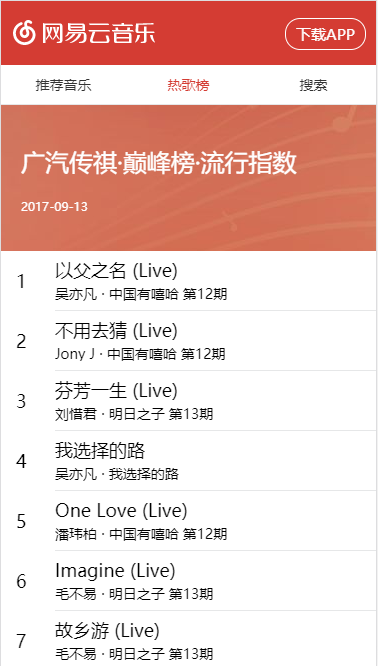 网易云音乐
下载APP
推荐音乐 热歌榜 搜索
广汽传祺·巅峰榜·流行指数
2017-09-13
1 以父之名 (Live)
吴亦凡 · 中国有嘻哈 第12期
2 不用去猜 (Live)
Jony J · 中国有嘻哈 第12期
3 芬芳一生 (Live)
刘惜君 · 明日之子 第13期
4 我选择的路
吴亦凡 · 我选择的路
5 One Love (Live)
潘玮柏 · 中国有嘻哈 第12期
6 Imagine (Live)
毛不易 · 明日之子 第13期
7 故乡游 (Live)
毛不易 · 明日之子 第13期